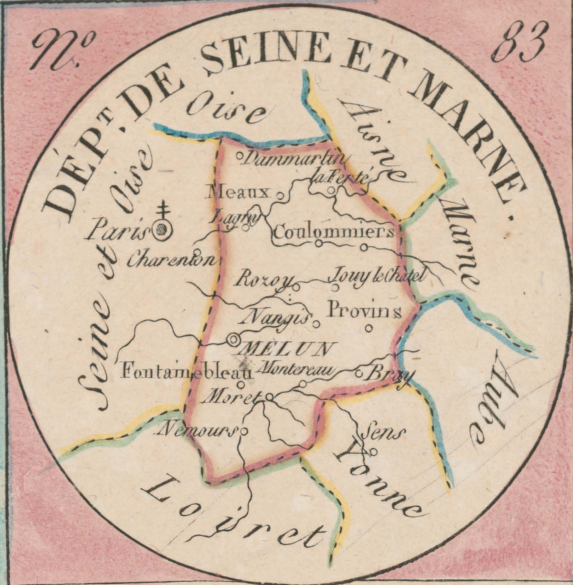 N.º 83
DÉP.T DE SEINE ET MARNE.
Oise
Aisne
Seine et Oise
Marne
Dammartin
la Ferté
Meaux
Lagny
Paris
Coulommiers
Charenton
Rozoy
Jouy le Chatel
Nangis
Provins
MELUN
Fontainebleau
Montereau
Bray
Moret
Aube
Nemours
Sens
Yonne
Loiret